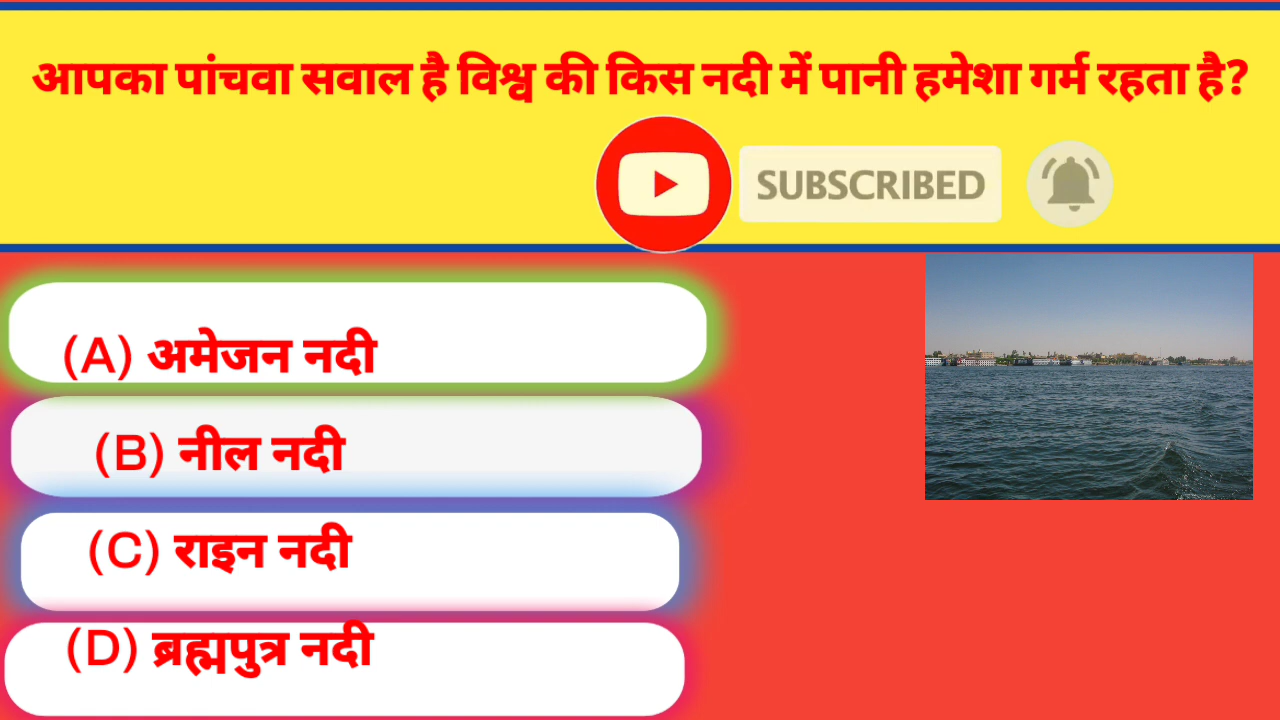 आपका पांचवा सवाल है विश्व की किस नदी में पानी हमेशा गर्म रहता है?
SUBSCRIBED
(A) अमेजन नदी
(B) नील नदी
(C) राइन नदी
(D) ब्रह्मपुत्र नदी